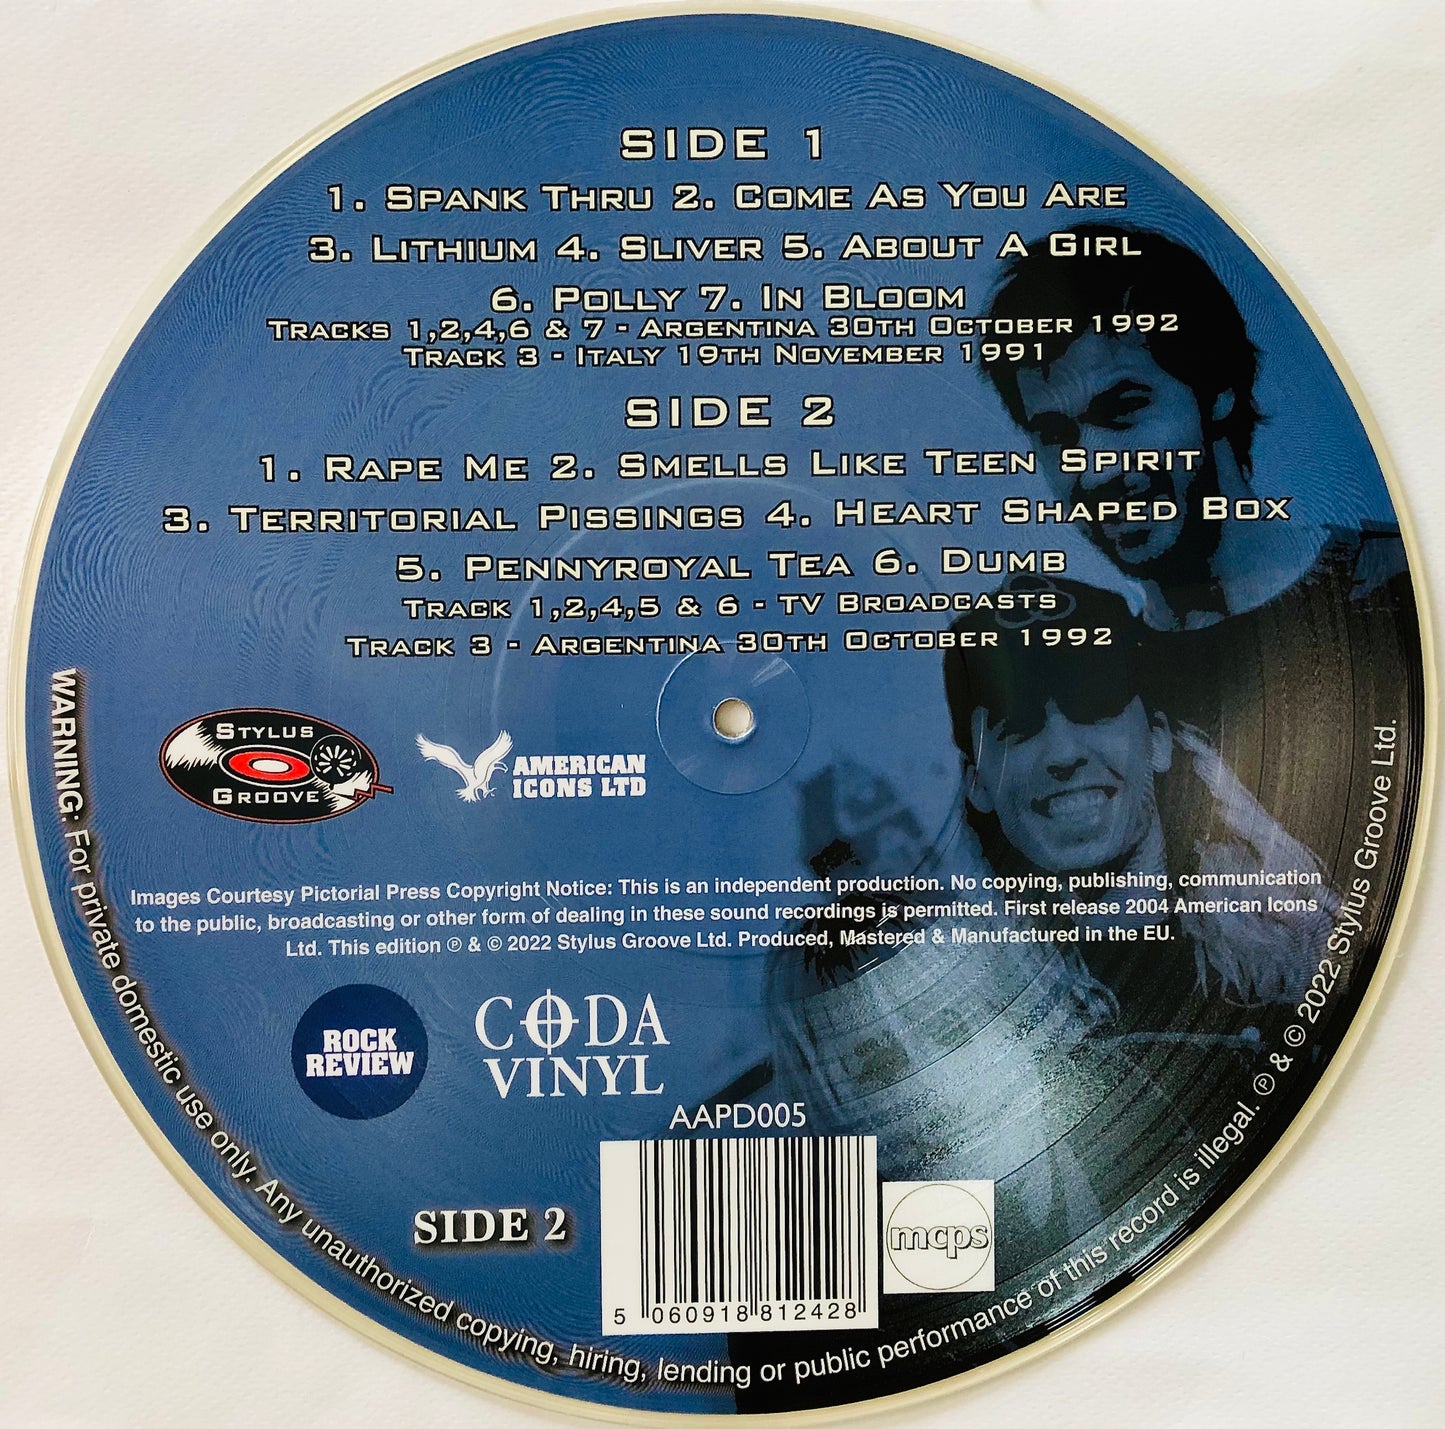 SIDE 1
1. SPANK THRU 2. COME AS YOU ARE
3. LITHIUM 4. SLIVER 5. ABOUT A GIRL
6. POLLY 7. IN BLOOM
TRACKS 1,2,4,6 & 7 - ARGENTINA 30TH OCTOBER 1992
TRACK 3 - ITALY 19TH NOVEMBER 1991
SIDE 2
1. RAPE ME 2. SMELLS LIKE TEEN SPIRIT
3. TERRITORIAL PISSINGS 4. HEART SHAPED BOX
5. PENNYROYAL TEA 6. DUMB
TRACK 1,2,4,5 & 6 - TV BROADCASTS
TRACK 3 - ARGENTINA 30TH OCTOBER 1992
STYLUS
GROOVE
AMERICAN
ICONS LTD
Images Courtesy Pictorial Press Copyright Notice: This is an independent production. No copying, publishing, communication
to the public, broadcasting or other form of dealing in these sound recordings is permitted. First release 2004 American Icons
Ltd. This edition ℗ & © 2022 Stylus Groove Ltd. Produced, Mastered & Manufactured in the EU.
ROCK
REVIEW
CODA
VINYL
AAPD005
SIDE 2
5 060918 812428
mcps
WARNING: For private domestic use only. Any unauthorized copying, hiring, lending or public performance of this record is illegal. ℗ & © 2022 Stylus Groove Ltd.